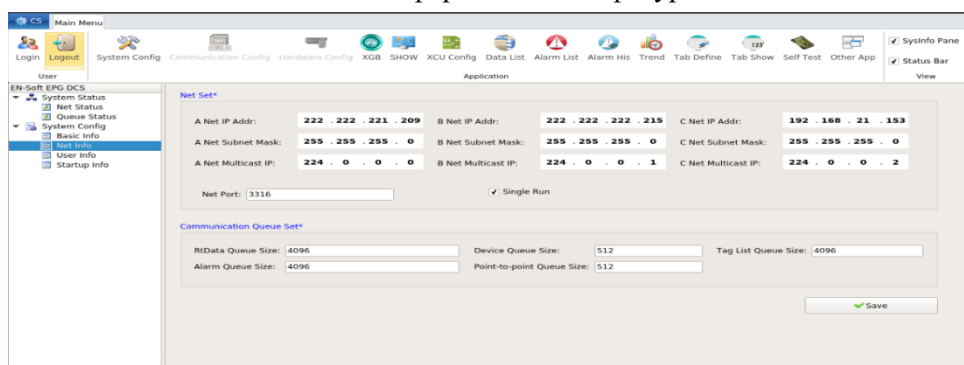 CS Main Menu
Login Logout System Config Communication Config Hardware Config XGB SHOW XCU Config Data List Alarm List Alarm His Trend Tab Define Tab Show Self Test Other App SysInfo Pane
Status Bar
User Application View
EN-Soft EPG DCS
System Status
Net Status
Queue Status
System Config
Basic Info
Net Info
User Info
Startup Info
Net Set*
A Net IP Addr: 222 . 222 . 221 . 209 B Net IP Addr: 222 . 222 . 222 . 215 C Net IP Addr: 192 . 168 . 21 . 153
A Net Subnet Mask: 255 . 255 . 255 . 0 B Net Subnet Mask: 255 . 255 . 255 . 0 C Net Subnet Mask: 255 . 255 . 255 . 0
A Net Multicast IP: 224 . 0 . 0 . 0 B Net Multicast IP: 224 . 0 . 0 . 1 C Net Multicast IP: 224 . 0 . 0 . 2
Net Port: 3316 Single Run
Communication Queue Set*
RtData Queue Size: 4096 Device Queue Size: 512 Tag List Queue Size: 4096
Alarm Queue Size: 4096 Point-to-point Queue Size: 512
Save